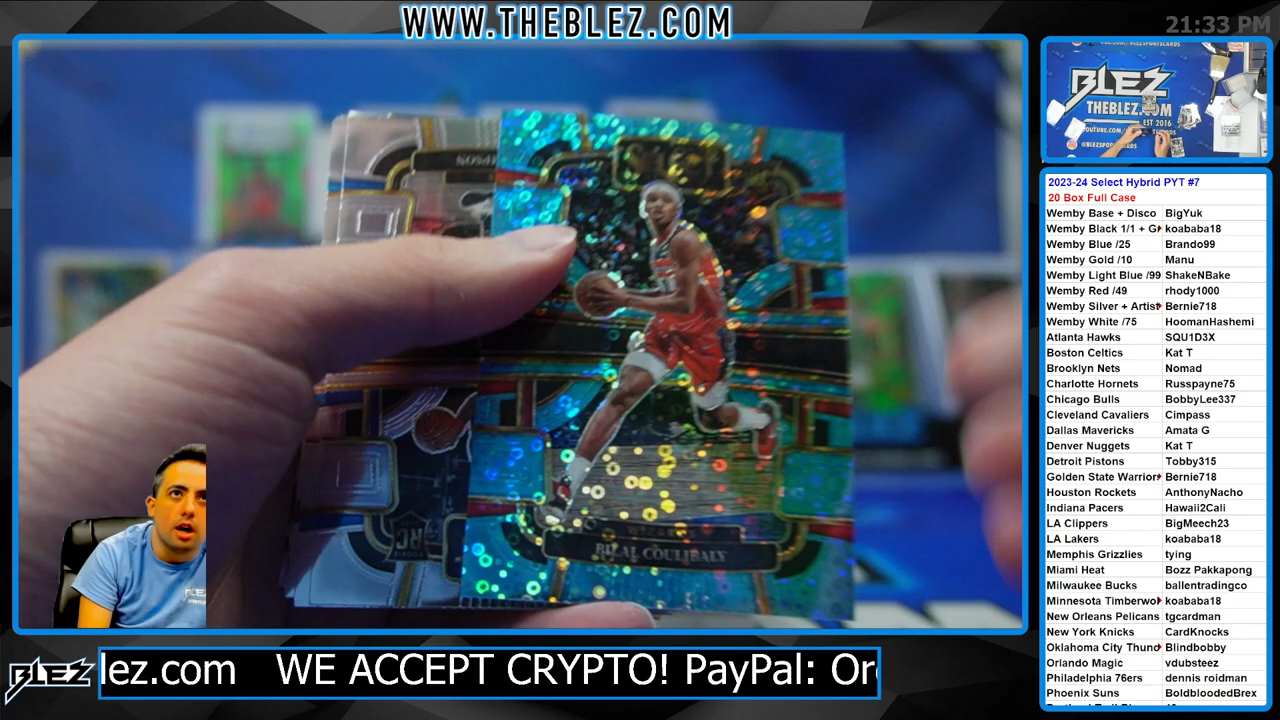 WWW.THEBLEZ.COM
21:33 PM
BLEZ
THEBLEZ.COM
EST 2016
BILAL COULIBALY
RC
2023-24 Select Hybrid PYT #7
20 Box Full Case
Wemby Base + Disco BigYuk
Wemby Black 1/1 + G koababa18
Wemby Blue /25 Brando99
Wemby Gold /10 Manu
Wemby Light Blue /99 ShakeNBake
Wemby Red /49 rhody1000
Wemby Silver + Artist Bernie718
Wemby White /75 HoomanHashemi
Atlanta Hawks SQU1D3X
Boston Celtics Kat T
Brooklyn Nets Nomad
Charlotte Hornets Russpayne75
Chicago Bulls BobbyLee337
Cleveland Cavaliers Cimpass
Dallas Mavericks Amata G
Denver Nuggets Kat T
Detroit Pistons Tobby315
Golden State Warrior Bernie718
Houston Rockets AnthonyNacho
Indiana Pacers Hawaii2Cali
LA Clippers BigMeech23
LA Lakers koababa18
Memphis Grizzlies tying
Miami Heat Bozz Pakkapong
Milwaukee Bucks ballentradingco
Minnesota Timberwo koababa18
New Orleans Pelicans tgcardman
New York Knicks CardKnocks
Oklahoma City Thund Blindbobby
Orlando Magic vdubsteez
Philadelphia 76ers dennis roidman
Phoenix Suns BoldbloodedBrex
BLEZ
lez.com WE ACCEPT CRYPTO! PayPal: Or